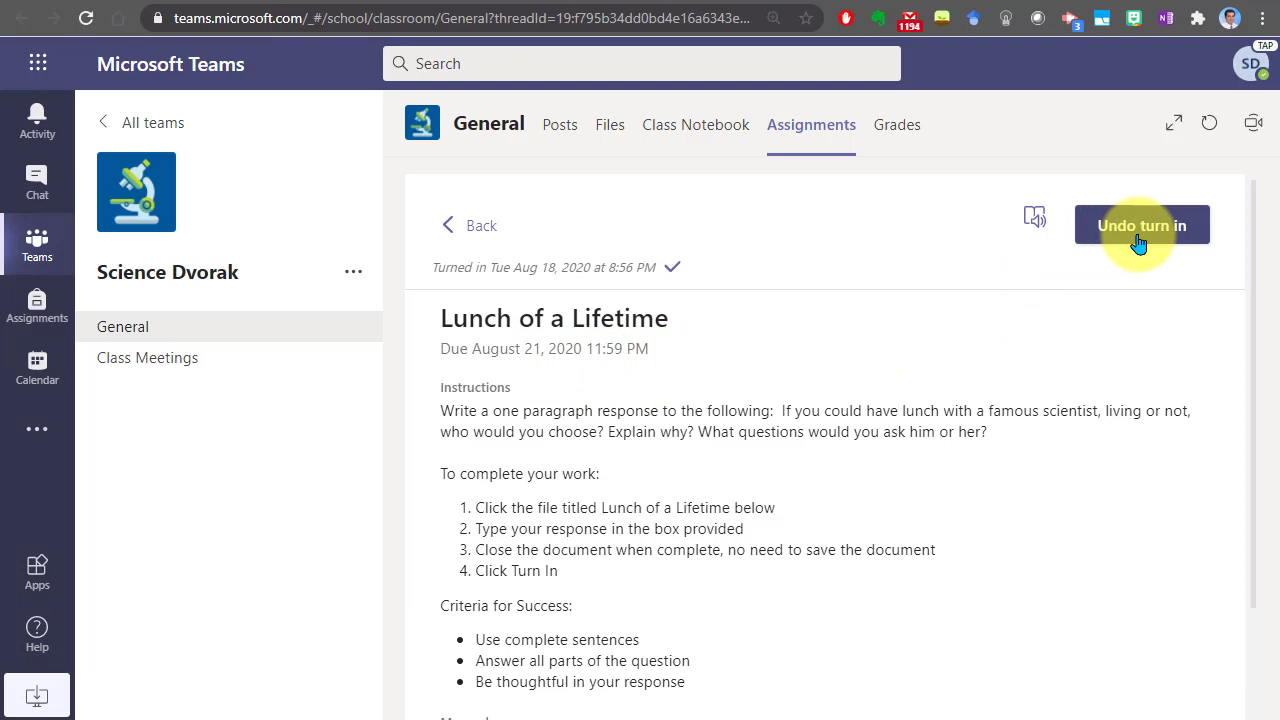 teams.microsoft.com/_#/school/classroom/General?threadId=19:f795b34dd0bd4e16a6343e...
1194
3
Microsoft Teams
Search
TAP
SD
Activity
Chat
Teams
Assignments
Calendar
Apps
Help
All teams
Science Dvorak
General
Class Meetings
General
Posts
Files
Class Notebook
Assignments
Grades
Back
Undo turn in
Turned in Tue Aug 18, 2020 at 8:56 PM
Lunch of a Lifetime
Due August 21, 2020 11:59 PM
Instructions
Write a one paragraph response to the following:  If you could have lunch with a famous scientist, living or not,
who would you choose? Explain why? What questions would you ask him or her?
To complete your work:
1. Click the file titled Lunch of a Lifetime below
2. Type your response in the box provided
3. Close the document when complete, no need to save the document
4. Click Turn In
Criteria for Success:
• Use complete sentences
• Answer all parts of the question
• Be thoughtful in your response